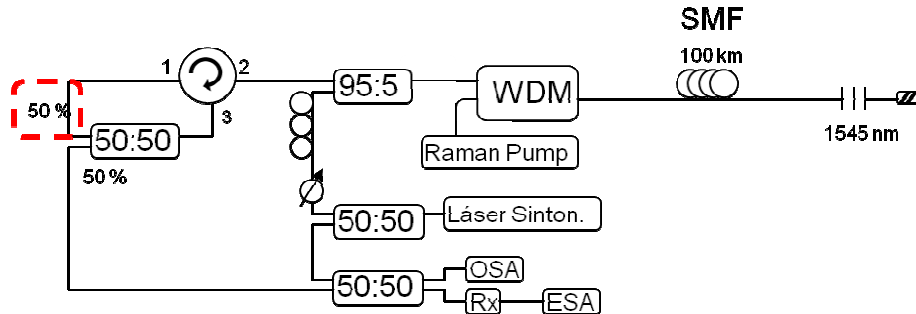 SMF
100 km
1
2
3
50 %
50:50
50 %
95:5
WDM
Raman Pump
1545 nm
50:50
Láser Sinton.
50:50
OSA
Rx
ESA